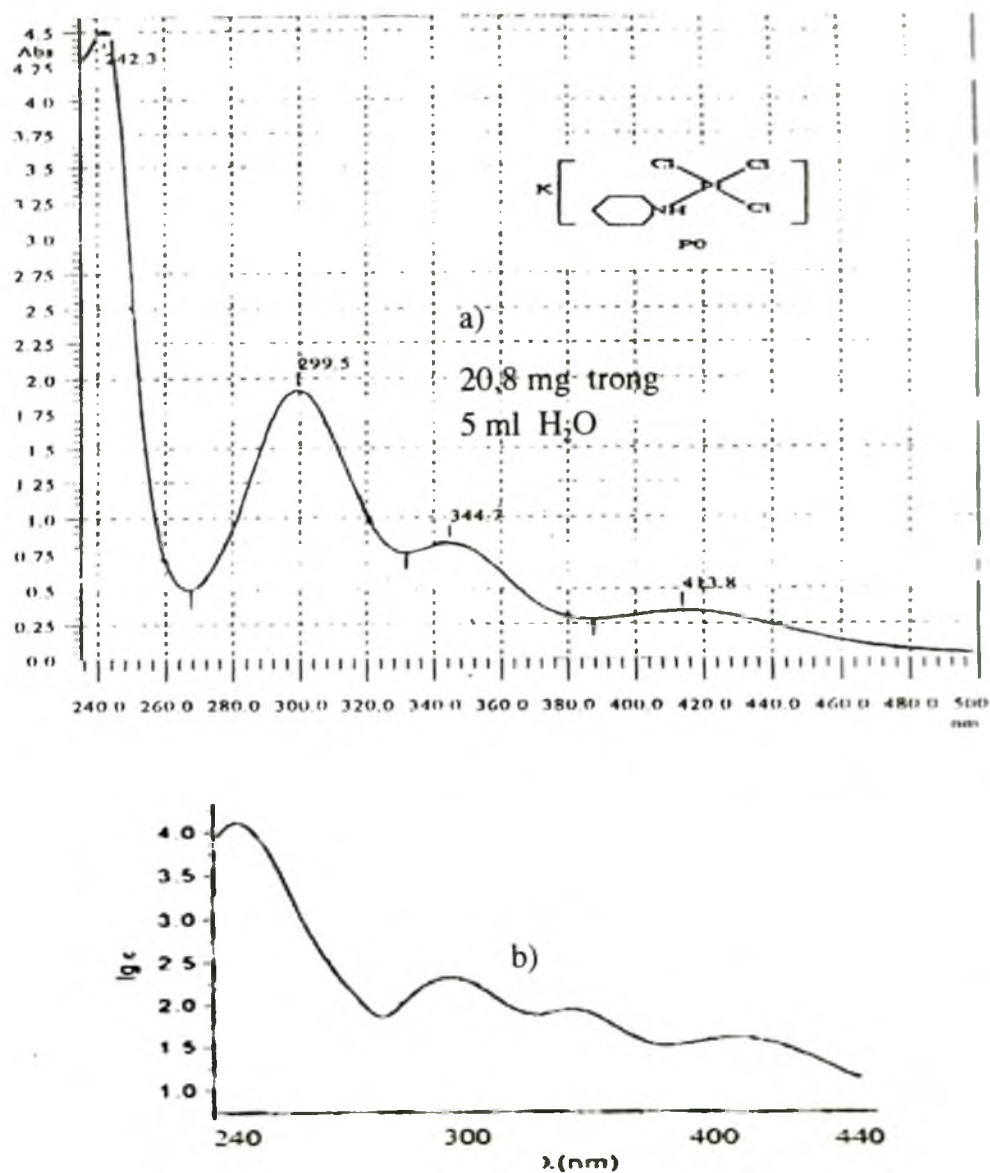 4.5
Abs
4 75
4 0
3.75
3.5
3 25
3.0
2 75
2.5
2 25
2.0
1 75
1 5
1 25
1.0
0 75
0.5
0.25
0.0
242.3
299.5
344.7
413.8
K
Cl
Cl
Pt
NH
Cl
PO
a)
20,8 mg trong
5 ml H2O
240 0 260.0 280.0 300.0 320.0 340 0 360.0 380.0 400.0 420.0 440.0 460 0 480 0 500
nm
4 0
3.5
3.0
2 5
2 0
1 5
1.0
lg ε
b)
240 300 400 440
λ(nm)